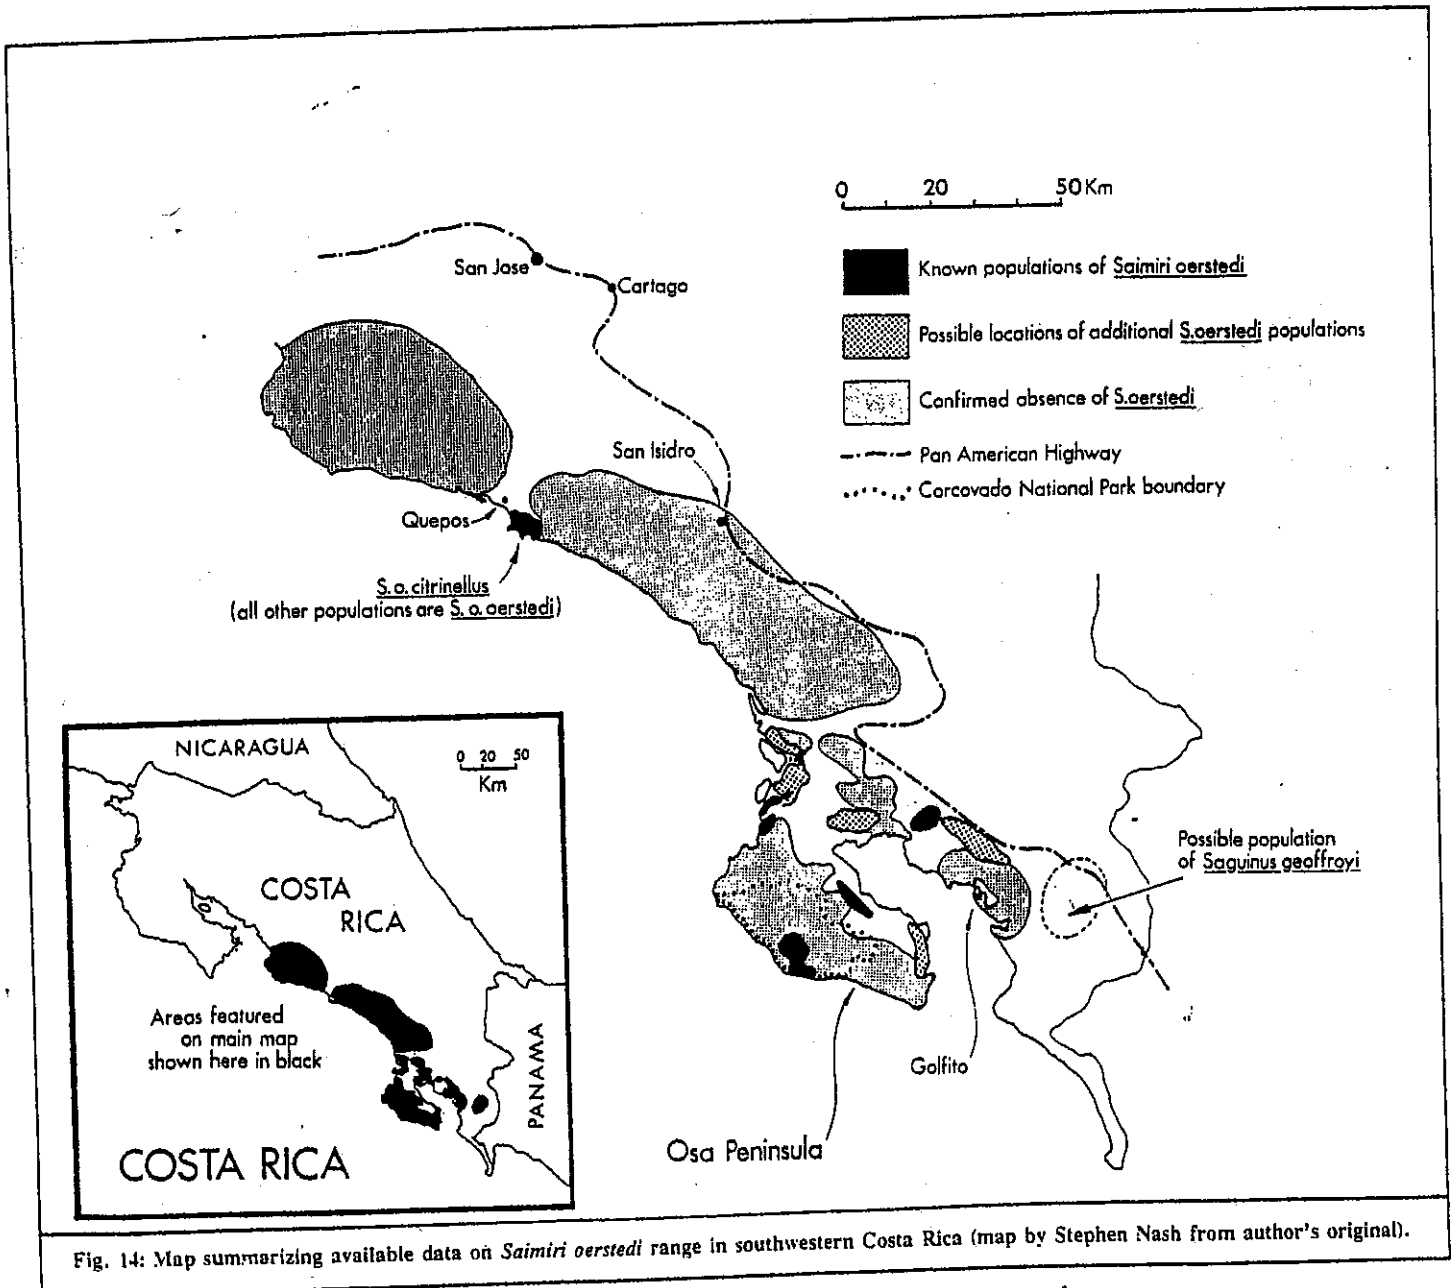 0 20 50 Km
Known populations of Saimiri oerstedi
Possible locations of additional S.oerstedi populations
Confirmed absence of S.oerstedi
Pan American Highway
Corcovado National Park boundary
San Jose
Cartago
San Isidro
Quepos
S. o. citrinellus
(all other populations are S. o. oerstedi)
Possible population
of Saguinus geoffroyi
Golfito
Osa Peninsula
NICARAGUA
0 20 50
Km
COSTA
RICA
Areas featured
on main map
shown here in black
PANAMA
COSTA RICA
Fig. 14: Map summarizing available data on Saimiri oerstedi range in southwestern Costa Rica (map by Stephen Nash from author's original).